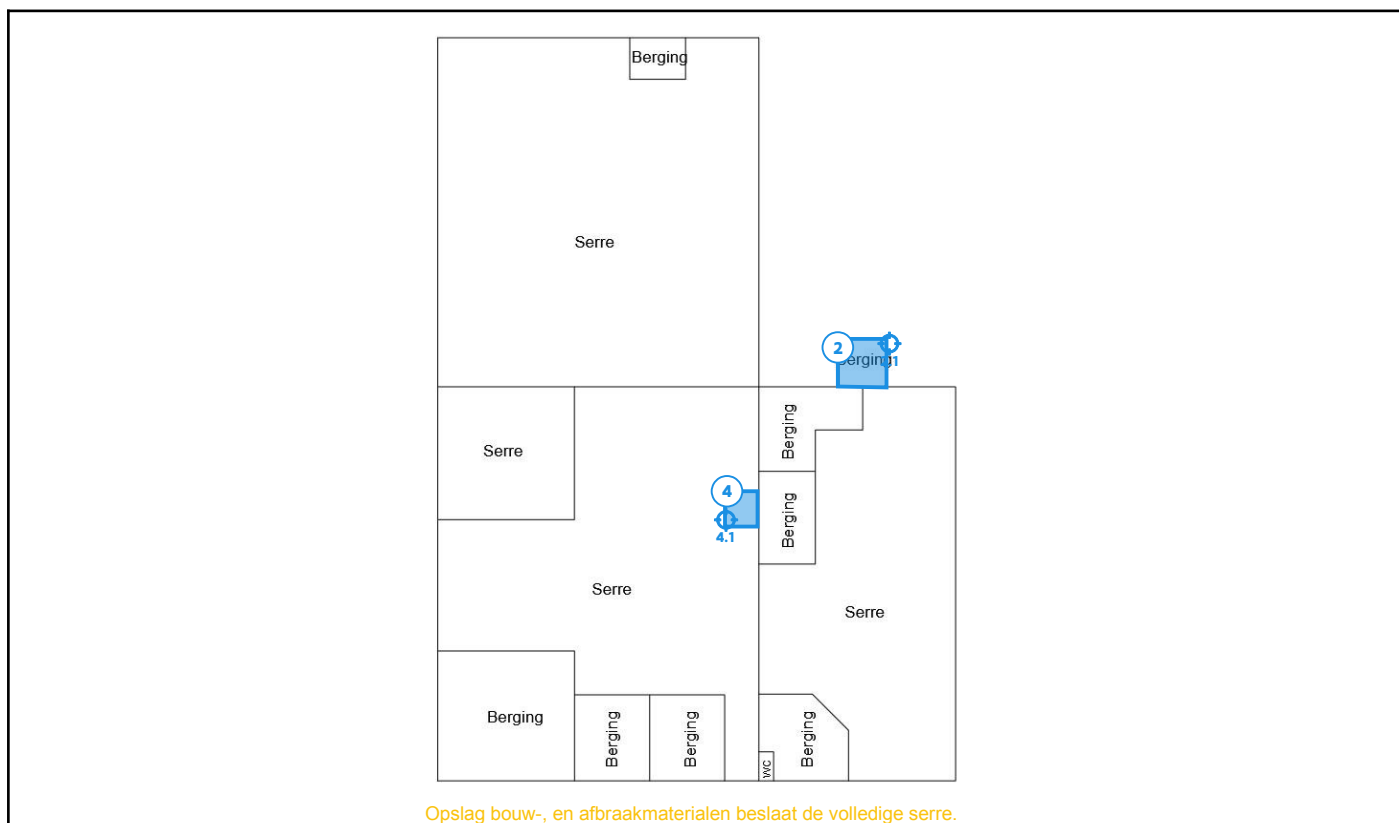 Berging
Serre
2
Berging
1
Serre
Berging
4
4.1
Berging
Serre
Serre
Berging
Berging
Berging
Berging
WC
Opslag bouw-, en afbraakmaterialen beslaat de volledige serre.